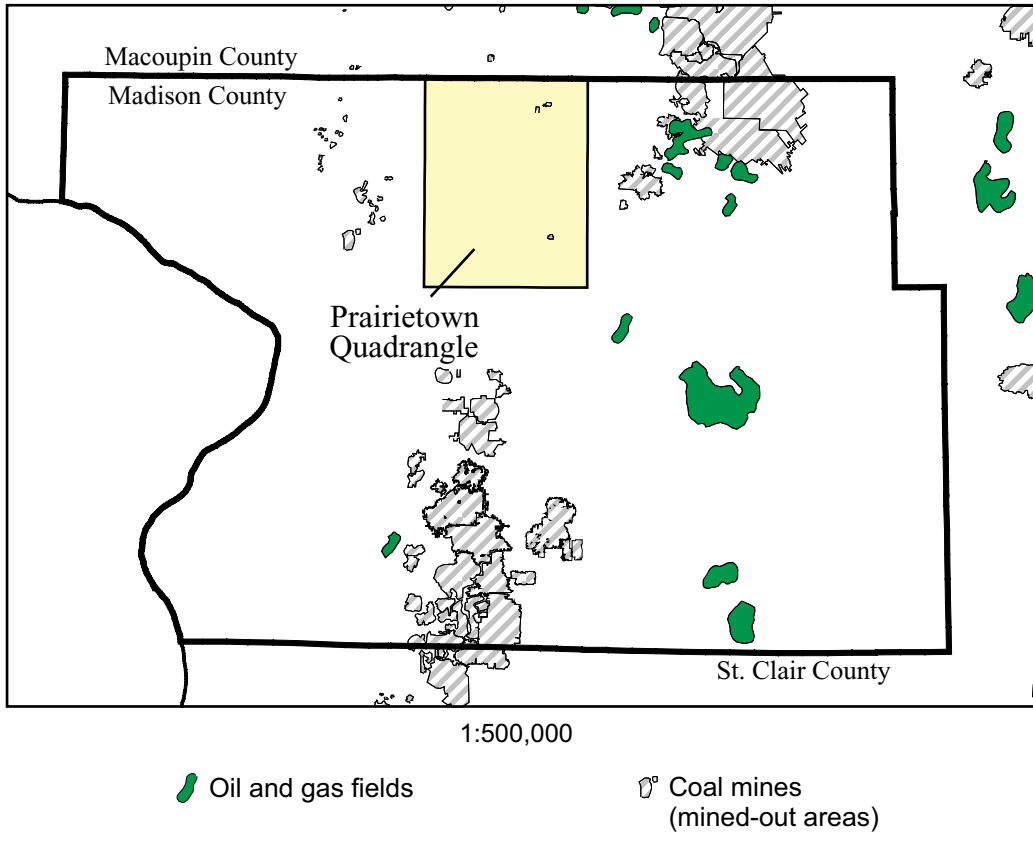 Macoupin County
Madison County
Prairietown
Quadrangle
St. Clair County
1:500,000
Oil and gas fields
Coal mines
(mined-out areas)